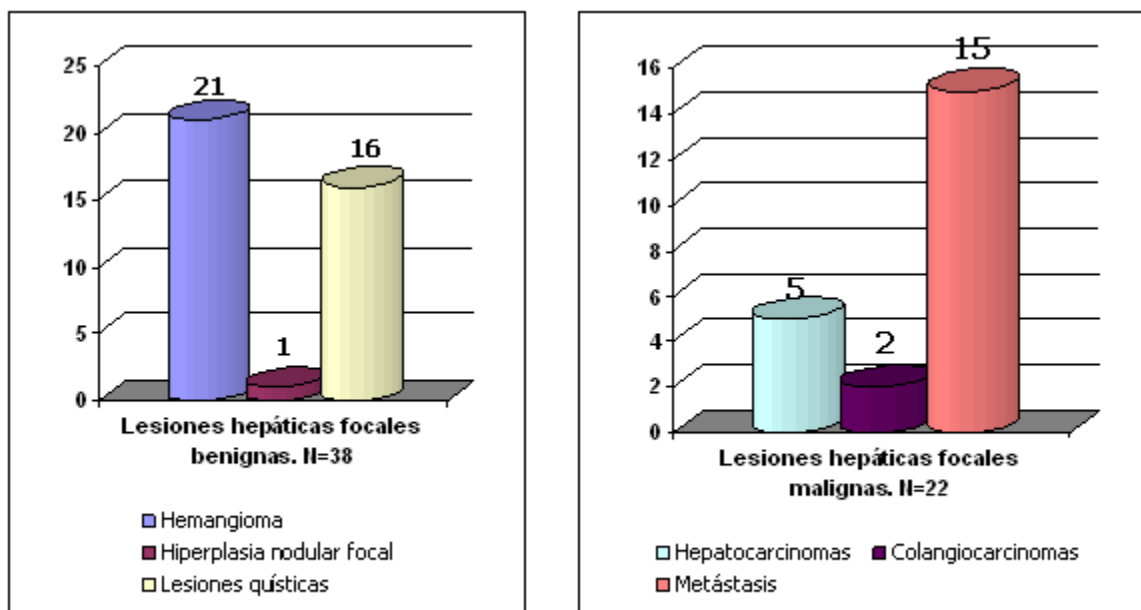 25
20
15
10
5
0
21
1
16
Lesiones hepáticas focales
benignas. N=38
Hemangioma
Hiperplasia nodular focal
Lesiones quísticas
16
14
12
10
8
6
4
2
0
5
2
15
Lesiones hepáticas focales
malignas. N=22
Hepatocarcinomas Colangiocarcinomas
Metástasis